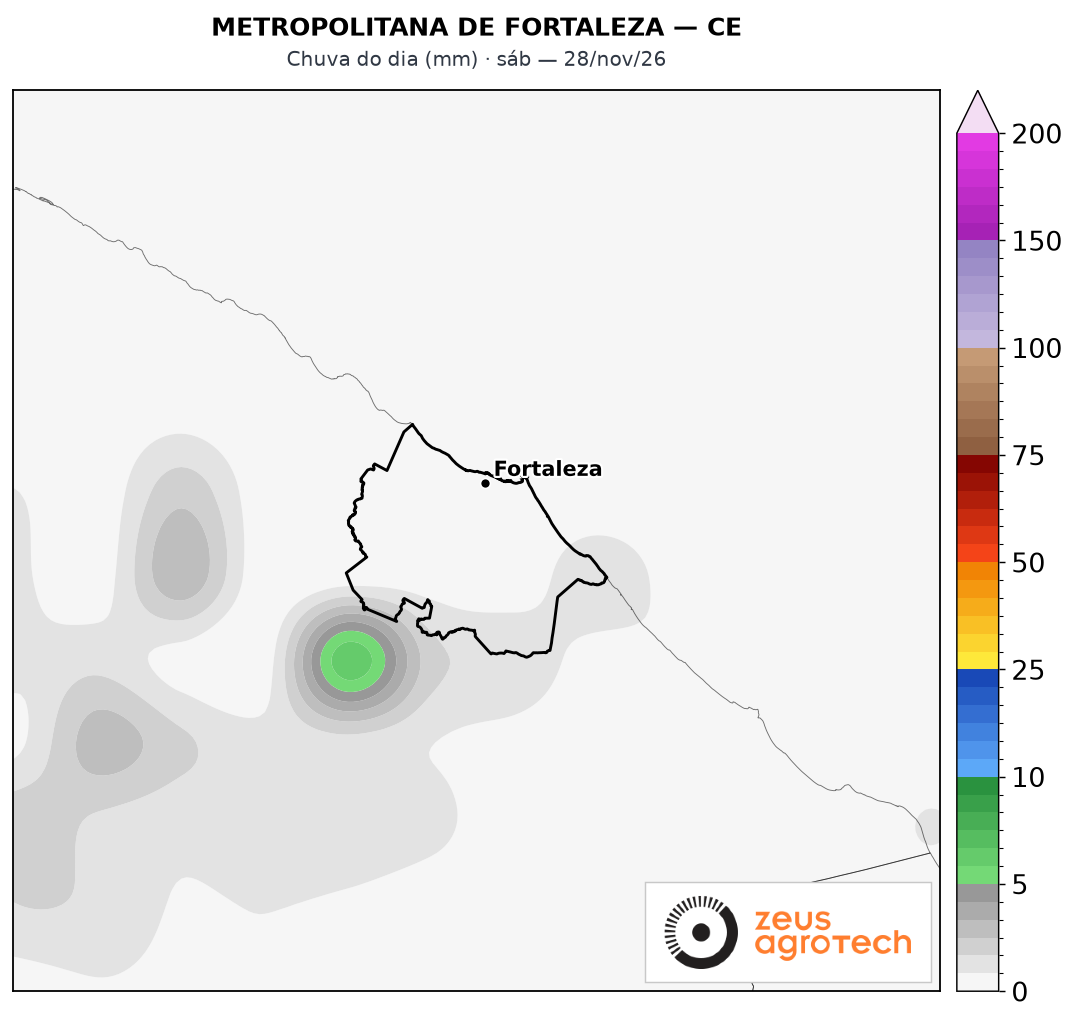 METROPOLITANA DE FORTALEZA — CE
Chuva do dia (mm) · sáb — 28/nov/26
Fortaleza
200
150
100
75
50
25
10
5
0
zeus
agrotech